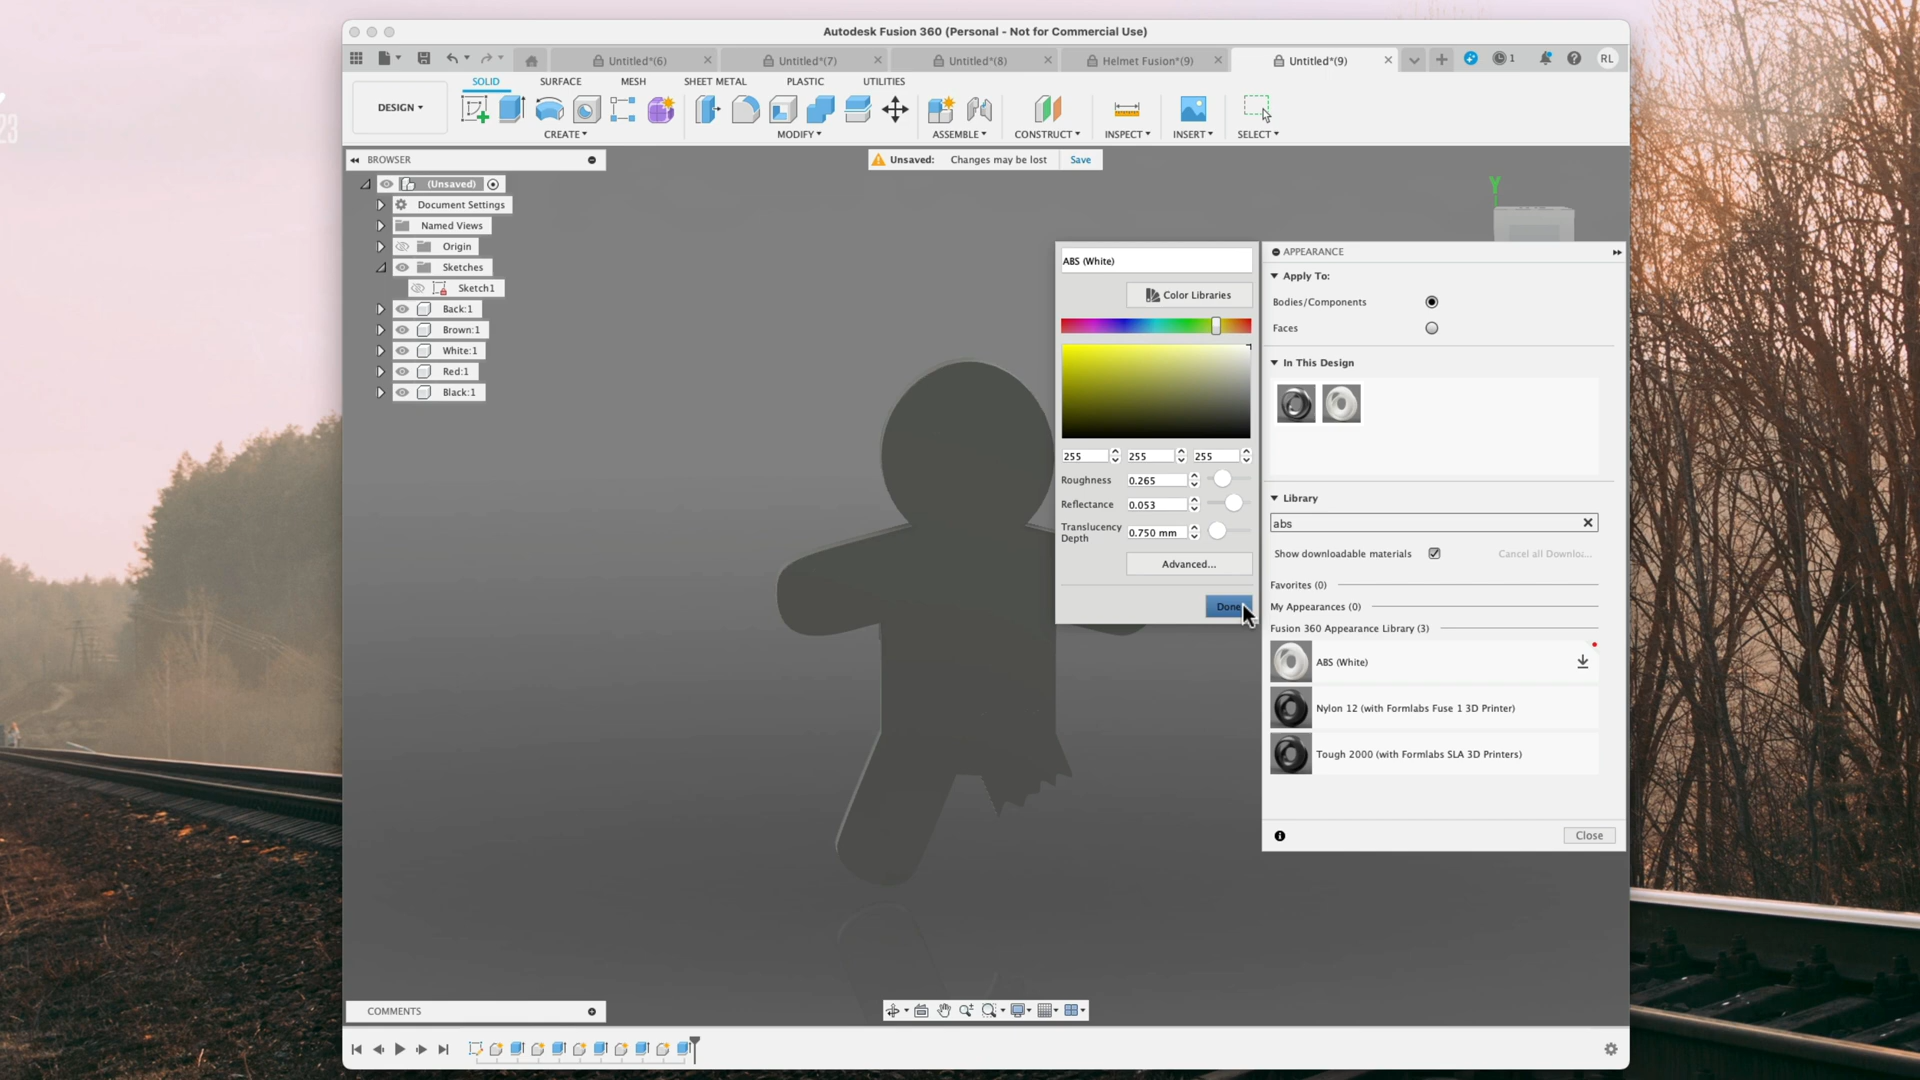 Autodesk Fusion 360 (Personal - Not for Commercial Use)
Untitled*(6)
Untitled*(7)
Untitled*(8)
Helmet Fusion*(9)
Untitled*(9)
1
RL
SOLID
SURFACE
MESH
SHEET METAL
PLASTIC
UTILITIES
DESIGN
CREATE
MODIFY
ASSEMBLE
CONSTRUCT
INSPECT
INSERT
SELECT
23
BROWSER
Unsaved: Changes may be lost Save
(Unsaved)
Document Settings
Named Views
Origin
Sketches
Sketch1
Back:1
Brown:1
White:1
Red:1
Black:1
Y
ABS (White)
Color Libraries
255 255 255
Roughness 0.265
Reflectance 0.053
Translucency Depth 0.750 mm
Advanced...
Done
APPEARANCE
Apply To:
Bodies/Components
Faces
In This Design
Library
abs
Show downloadable materials
Cancel all Downloa...
Favorites (0)
My Appearances (0)
Fusion 360 Appearance Library (3)
ABS (White)
Nylon 12 (with Formlabs Fuse 1 3D Printer)
Tough 2000 (with Formlabs SLA 3D Printers)
Close
COMMENTS